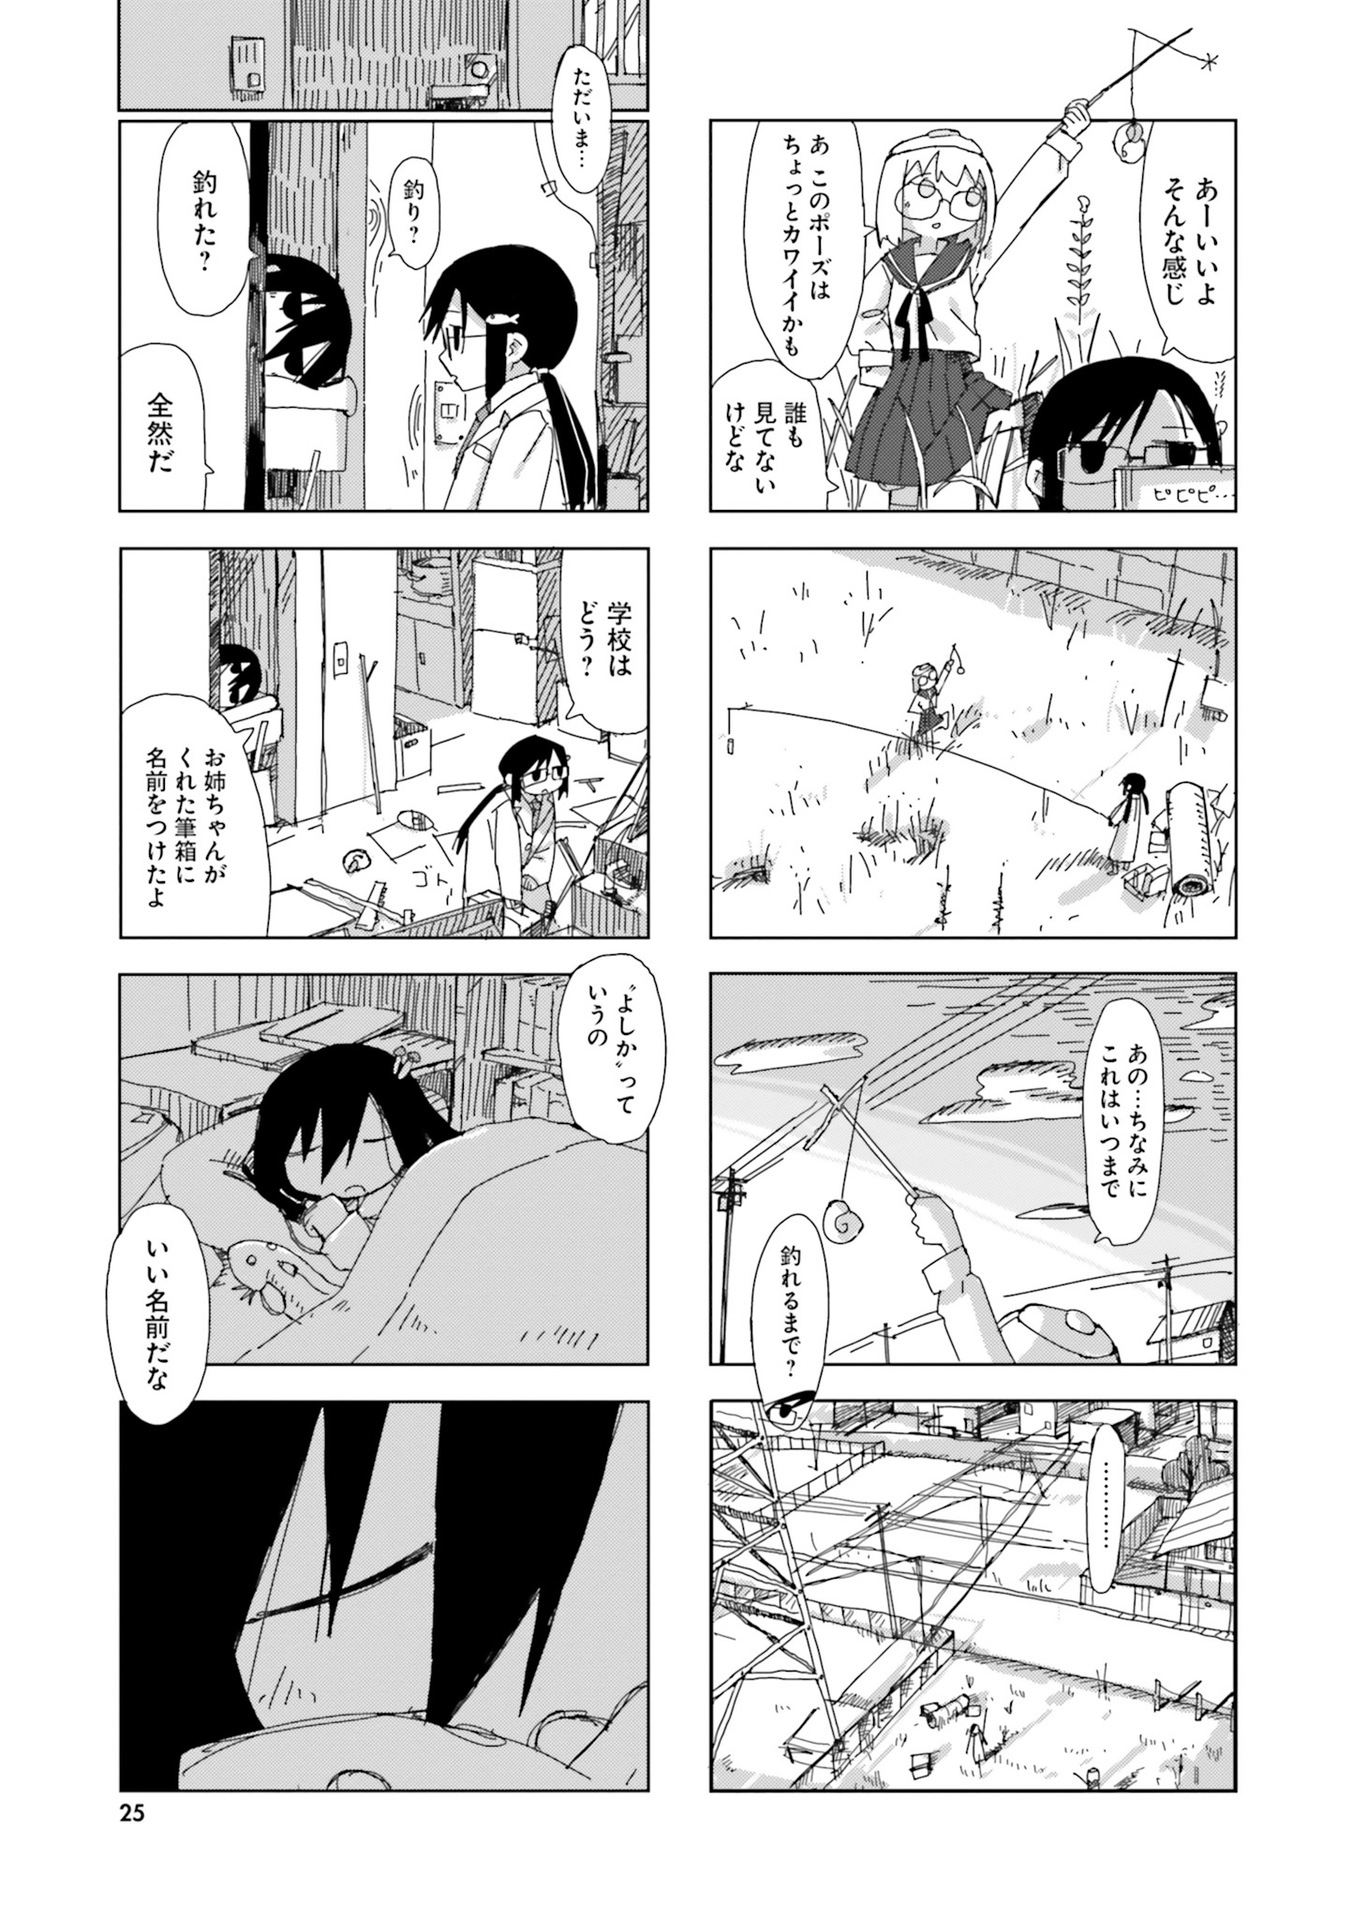 あーいいよ
そんな感じ
あ このポーズは
ちょっとカワイイかも
誰も
見てない
けどな
ピピピ…
あの…ちなみに
これはいつまで
釣れるまで?
………
ただいま…
釣り?
釣れた?
全然だ
学校は
どう?
お姉ちゃんが
くれた筆箱に
名前をつけたよ
ゴト
〝よしか〟って
いうの
いい名前だな
25